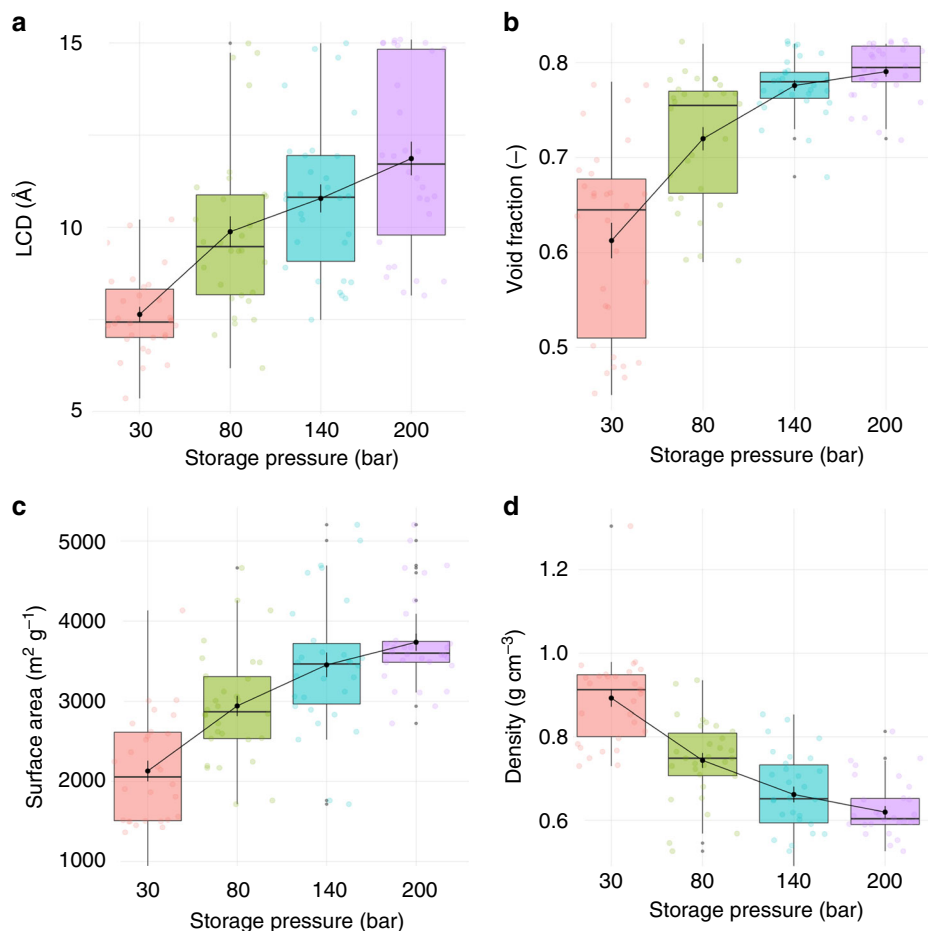 a
15
10
5
LCD (Å)
30 80 140 200
Storage pressure (bar)
b
0.8
0.7
0.6
0.5
Void fraction (–)
30 80 140 200
Storage pressure (bar)
c
5000
4000
3000
2000
1000
Surface area (m² g⁻¹)
30 80 140 200
Storage pressure (bar)
d
1.2
1.0
0.8
0.6
Density (g cm⁻³)
30 80 140 200
Storage pressure (bar)